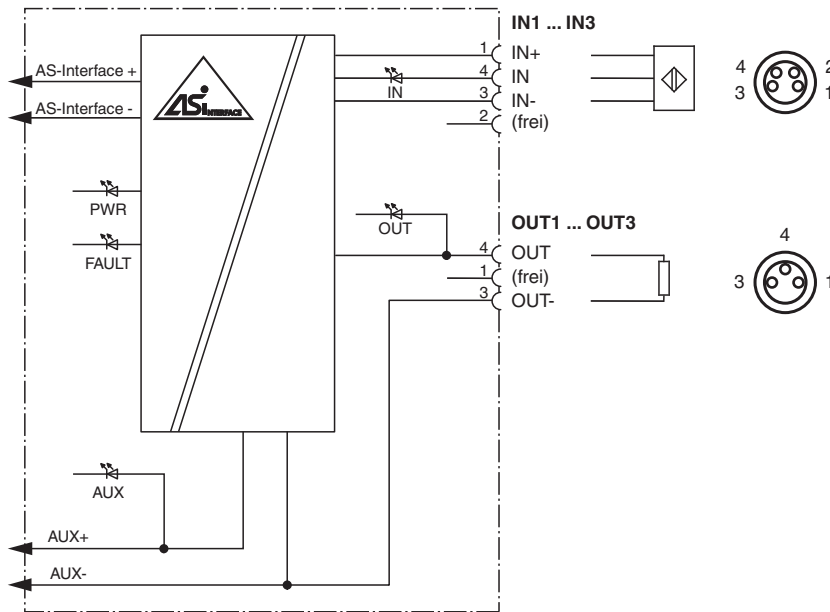 IN1 ... IN3
1 IN+
4 IN
IN
3 IN-
2 (frei)
4 2
3 1
AS-Interface +
AS-Interface -
ASi INTERFACE
PWR
FAULT
OUT
OUT1 ... OUT3
4 OUT
1 (frei)
3 OUT-
4
3 1
AUX
AUX+
AUX-